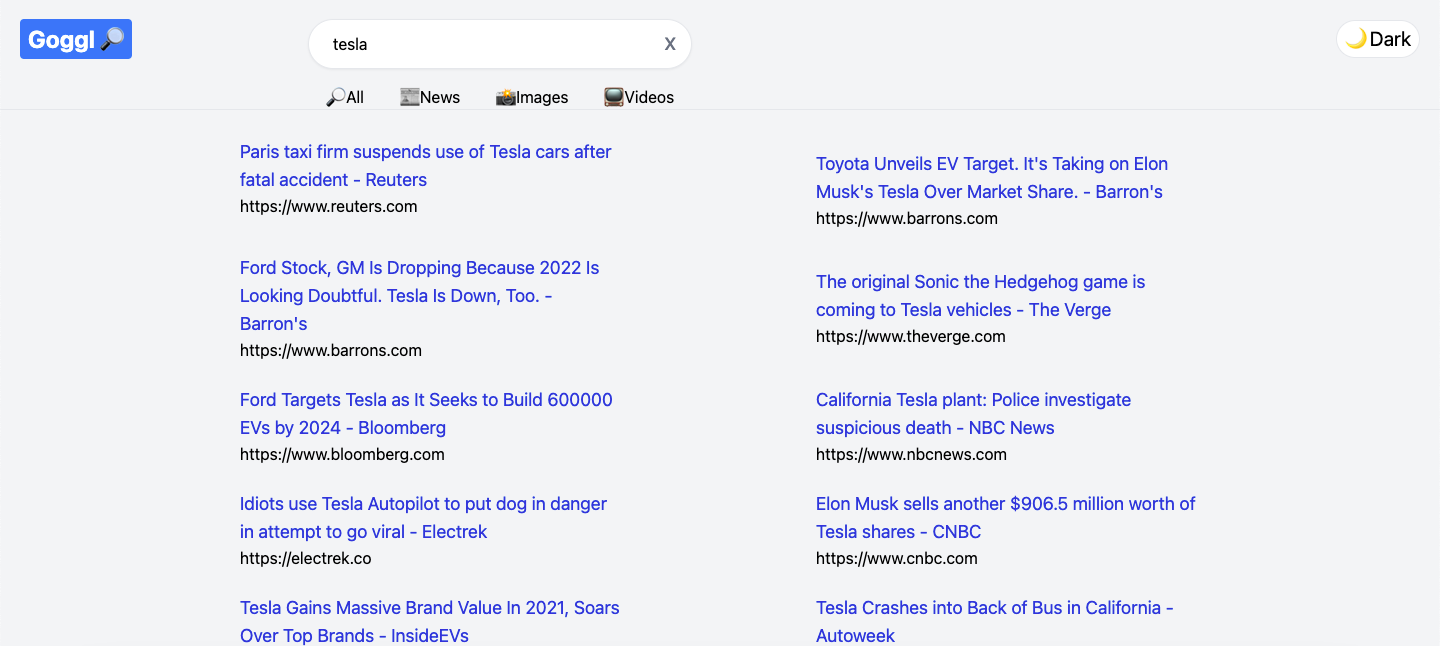 Goggl
tesla
X
Dark
All
News
Images
Videos
Paris taxi firm suspends use of Tesla cars after
fatal accident - Reuters
https://www.reuters.com
Ford Stock, GM Is Dropping Because 2022 Is
Looking Doubtful. Tesla Is Down, Too. -
Barron's
https://www.barrons.com
Ford Targets Tesla as It Seeks to Build 600000
EVs by 2024 - Bloomberg
https://www.bloomberg.com
Idiots use Tesla Autopilot to put dog in danger
in attempt to go viral - Electrek
https://electrek.co
Tesla Gains Massive Brand Value In 2021, Soars
Over Top Brands - InsideEVs
Toyota Unveils EV Target. It's Taking on Elon
Musk's Tesla Over Market Share. - Barron's
https://www.barrons.com
The original Sonic the Hedgehog game is
coming to Tesla vehicles - The Verge
https://www.theverge.com
California Tesla plant: Police investigate
suspicious death - NBC News
https://www.nbcnews.com
Elon Musk sells another $906.5 million worth of
Tesla shares - CNBC
https://www.cnbc.com
Tesla Crashes into Back of Bus in California -
Autoweek